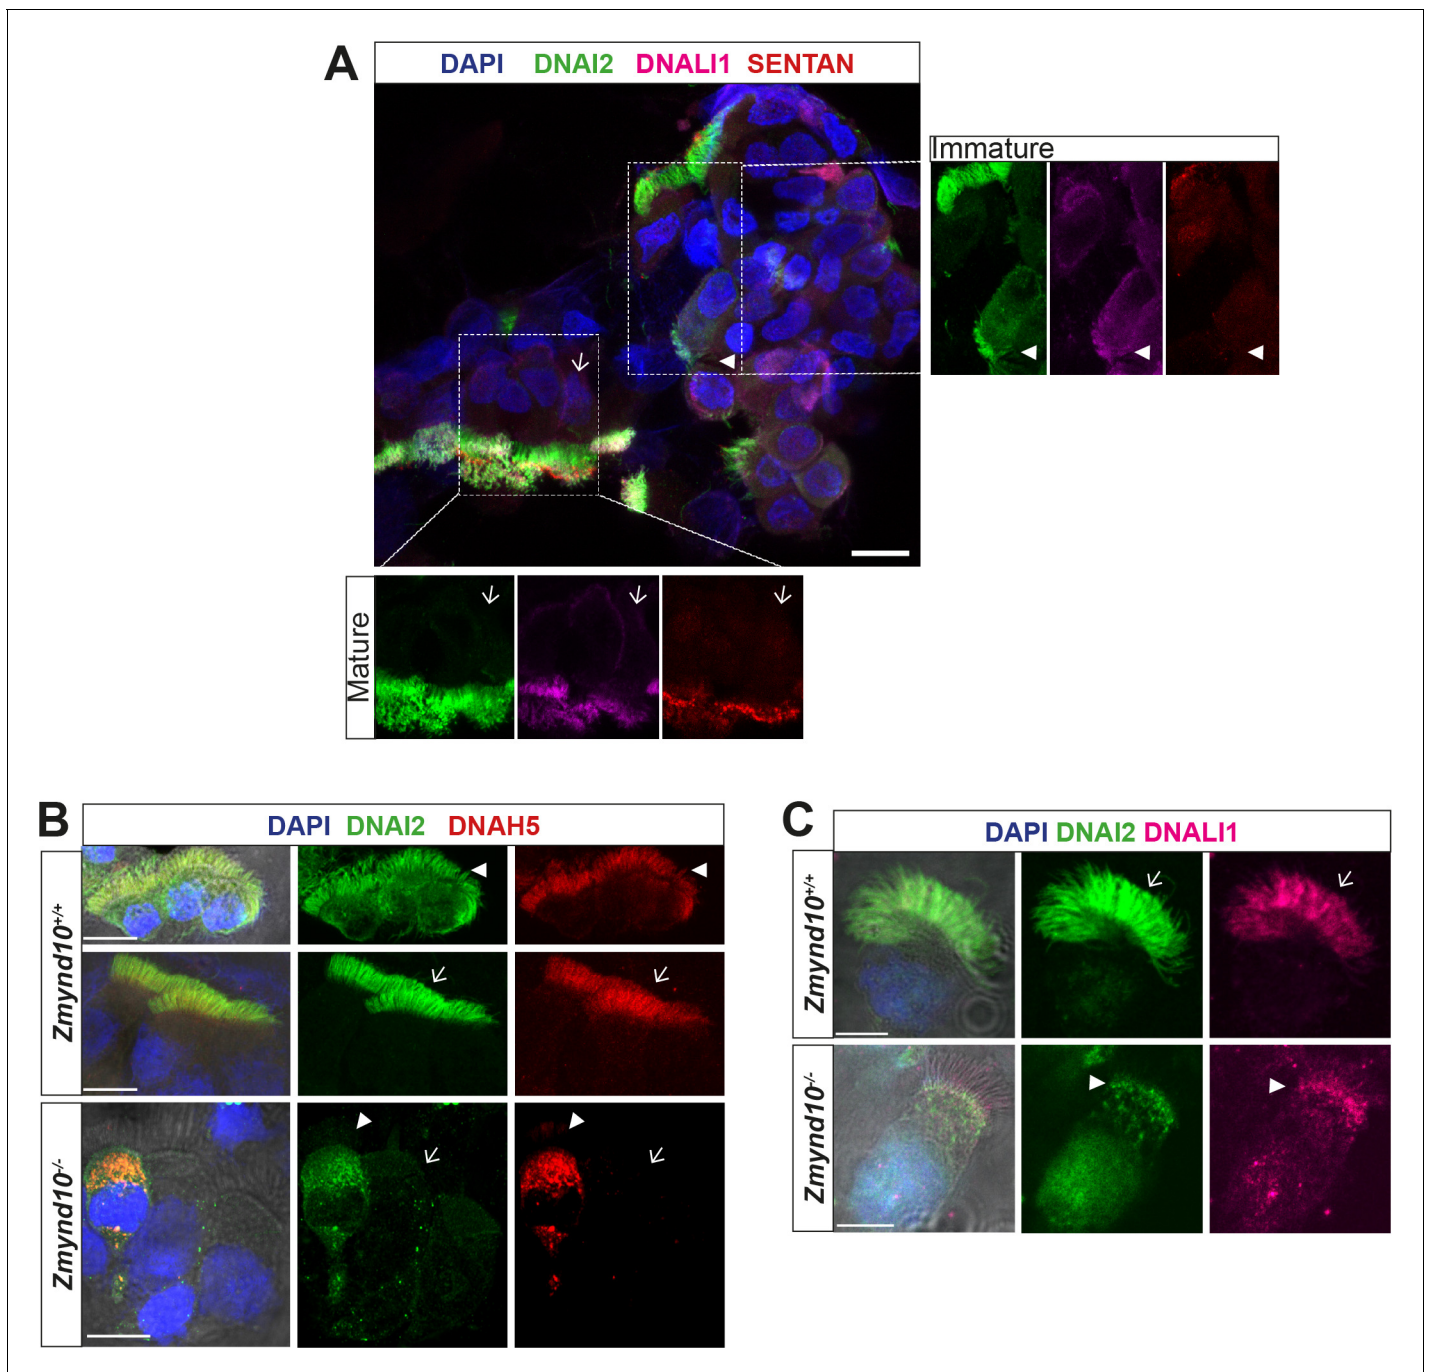 A
DAPI DNAI2 DNALI1 SENTAN
Immature
Mature
B
DAPI DNAI2 DNAH5
Zmynd10+/+
Zmynd10-/-
C
DAPI DNAI2 DNALI1
Zmynd10+/+
Zmynd10-/-